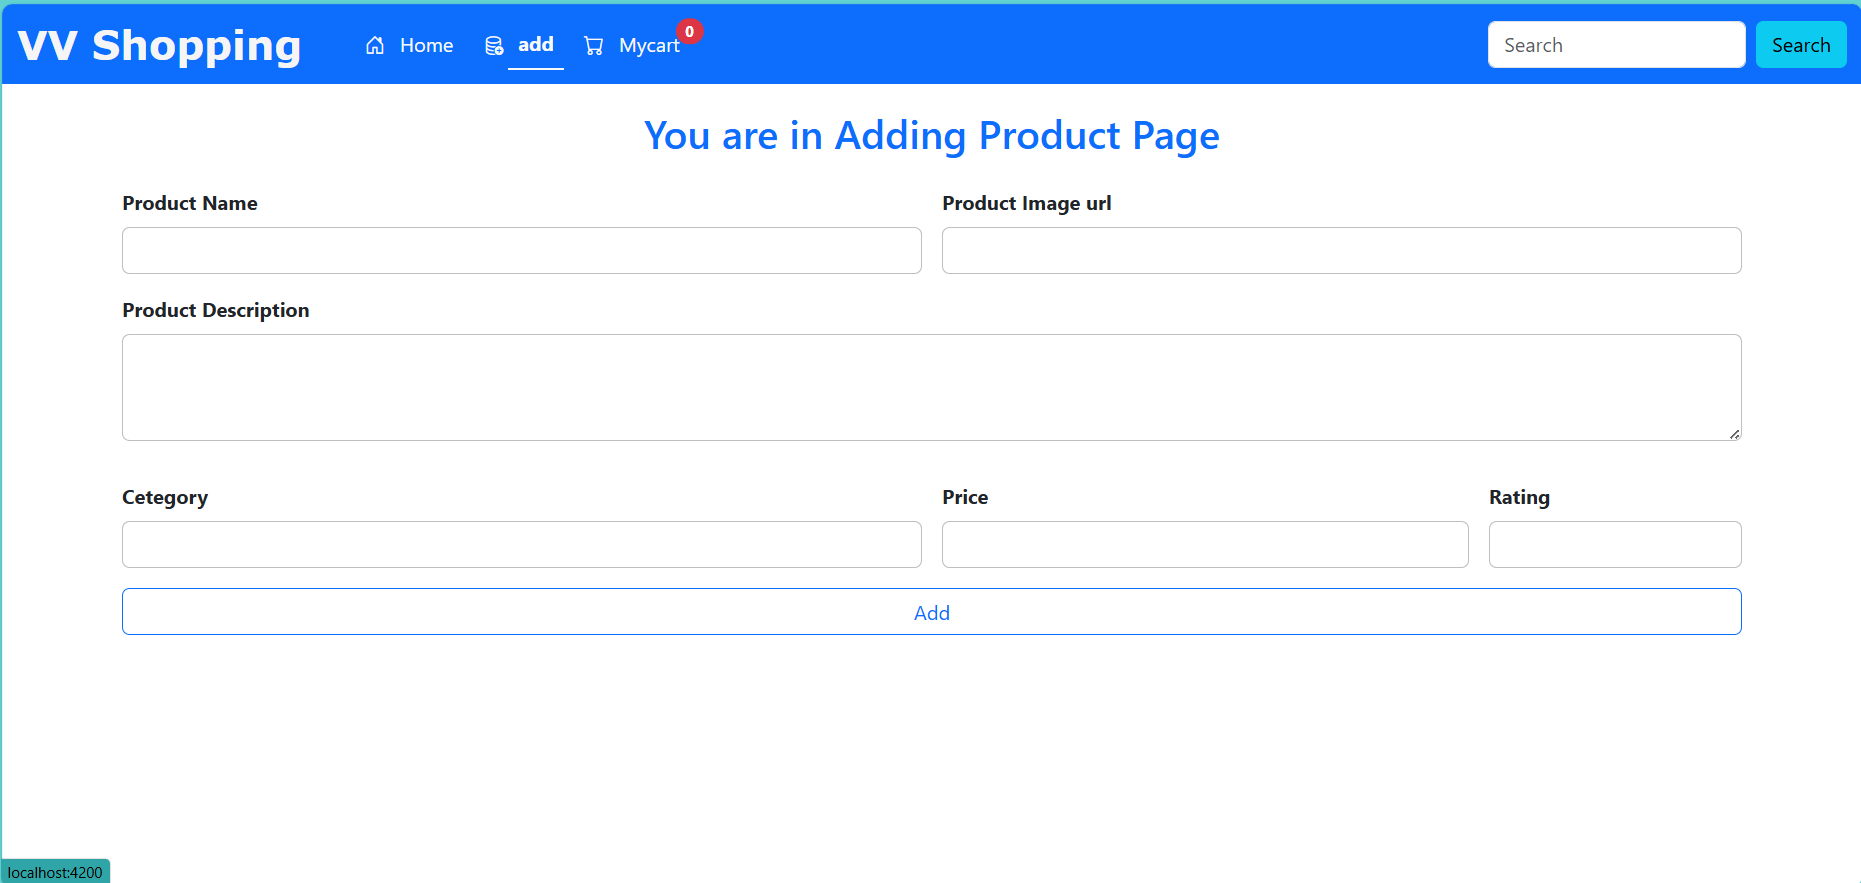 VV Shopping Home add Mycart 0 Search Search
You are in Adding Product Page
Product Name Product Image url
Product Description
Cetegory Price Rating
Add
localhost:4200